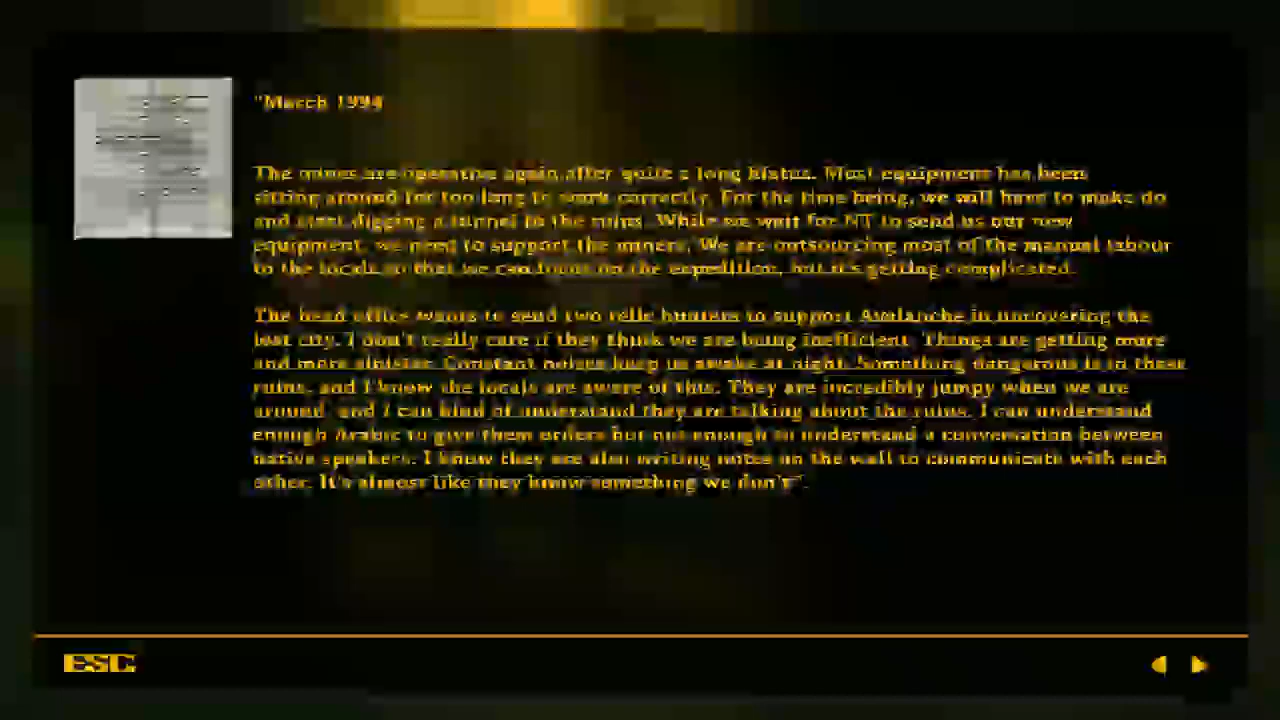 "March 1994
The mines are operative again after quite a long hiatus. Most equipment has been
sitting around for too long to work correctly. For the time being, we will have to make do
and start digging a tunnel to the ruins. While we wait for NT to send us our new
equipment, we need to support the miners. We are outsourcing most of the manual labour
to the locals so that we can focus on the expedition, but it's getting complicated.
The head office wants to send two relic hunters to support Avalanche in uncovering the
lost city. I don't really care if they think we are being inefficient. Things are getting more
and more sinister. Constant noises keep us awake at night. Something dangerous is in these
ruins, and I know the locals are aware of this. They are incredibly jumpy when we are
around, and I can kind of understand they are talking about the ruins. I can understand
enough Arabic to give them orders but not enough to understand a conversation between
native speakers. I know they are also writing notes on the wall to communicate with each
other. It's almost like they know something we don't".
ESC